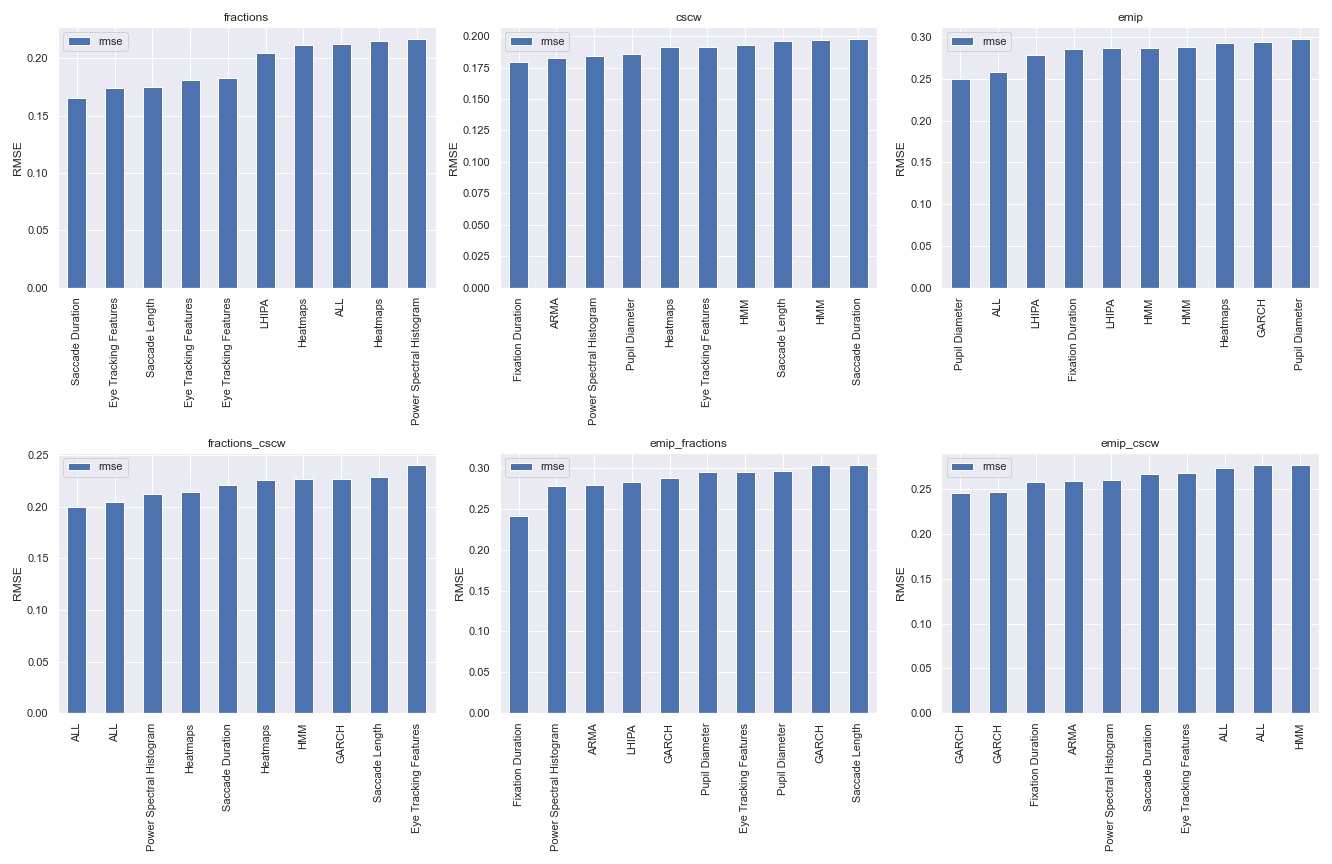 fractions
rmse
RMSE
0.20
0.15
0.10
0.05
0.00
Saccade Duration
Eye Tracking Features
Saccade Length
Eye Tracking Features
Eye Tracking Features
LHIPA
Heatmaps
ALL
Heatmaps
Power Spectral Histogram
cscw
rmse
RMSE
0.200
0.175
0.150
0.125
0.100
0.075
0.050
0.025
0.000
Fixation Duration
ARMA
Power Spectral Histogram
Pupil Diameter
Heatmaps
Eye Tracking Features
HMM
Saccade Length
HMM
Saccade Duration
emip
rmse
RMSE
0.30
0.25
0.20
0.15
0.10
0.05
0.00
Pupil Diameter
ALL
LHIPA
Fixation Duration
LHIPA
HMM
HMM
Heatmaps
GARCH
Pupil Diameter
fractions_cscw
rmse
RMSE
0.25
0.20
0.15
0.10
0.05
0.00
ALL
ALL
Power Spectral Histogram
Heatmaps
Saccade Duration
Heatmaps
HMM
GARCH
Saccade Length
Eye Tracking Features
emip_fractions
rmse
RMSE
0.30
0.25
0.20
0.15
0.10
0.05
0.00
Fixation Duration
Power Spectral Histogram
ARMA
LHIPA
GARCH
Pupil Diameter
Eye Tracking Features
Pupil Diameter
GARCH
Saccade Length
emip_cscw
rmse
RMSE
0.25
0.20
0.15
0.10
0.05
0.00
GARCH
GARCH
Fixation Duration
ARMA
Power Spectral Histogram
Saccade Duration
Eye Tracking Features
ALL
ALL
HMM